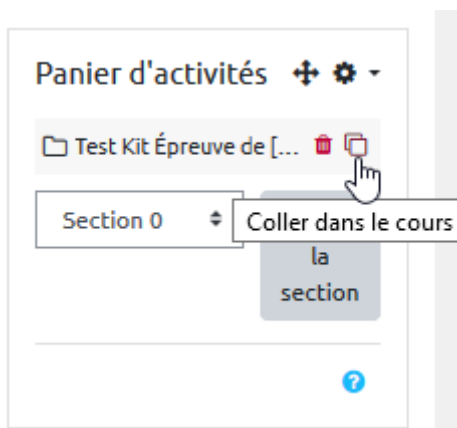 Panier d'activités
Test Kit Épreuve de [...
Section 0
Coller dans le cours
la
section